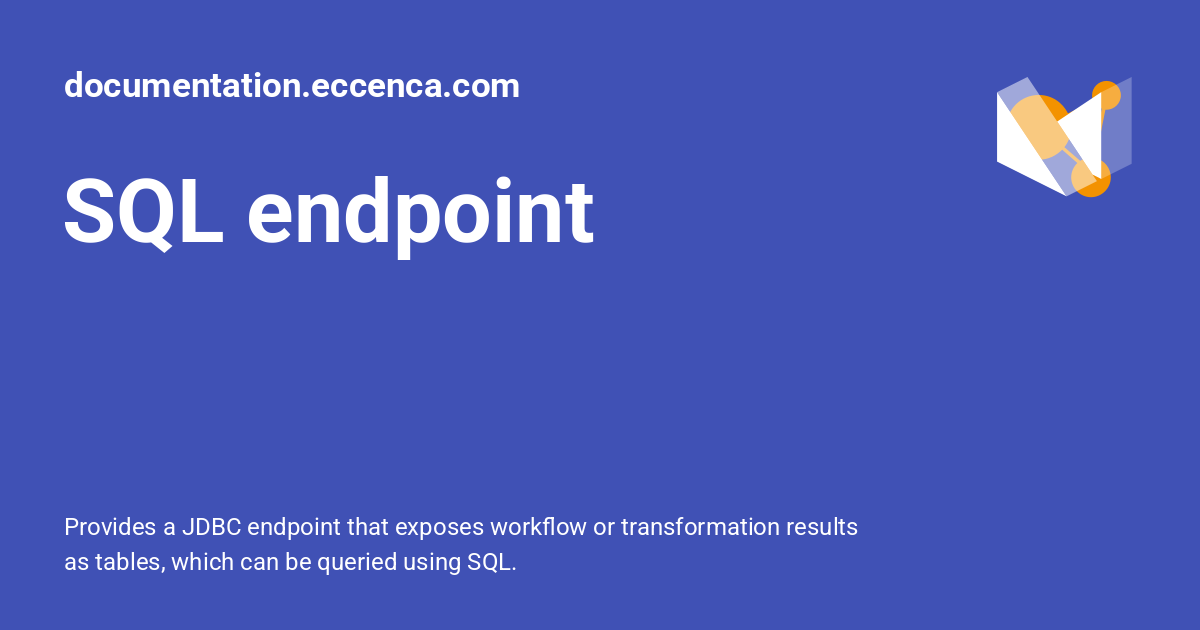 documentation.eccenca.com
SQL endpoint
Provides a JDBC endpoint that exposes workflow or transformation results
as tables, which can be queried using SQL.